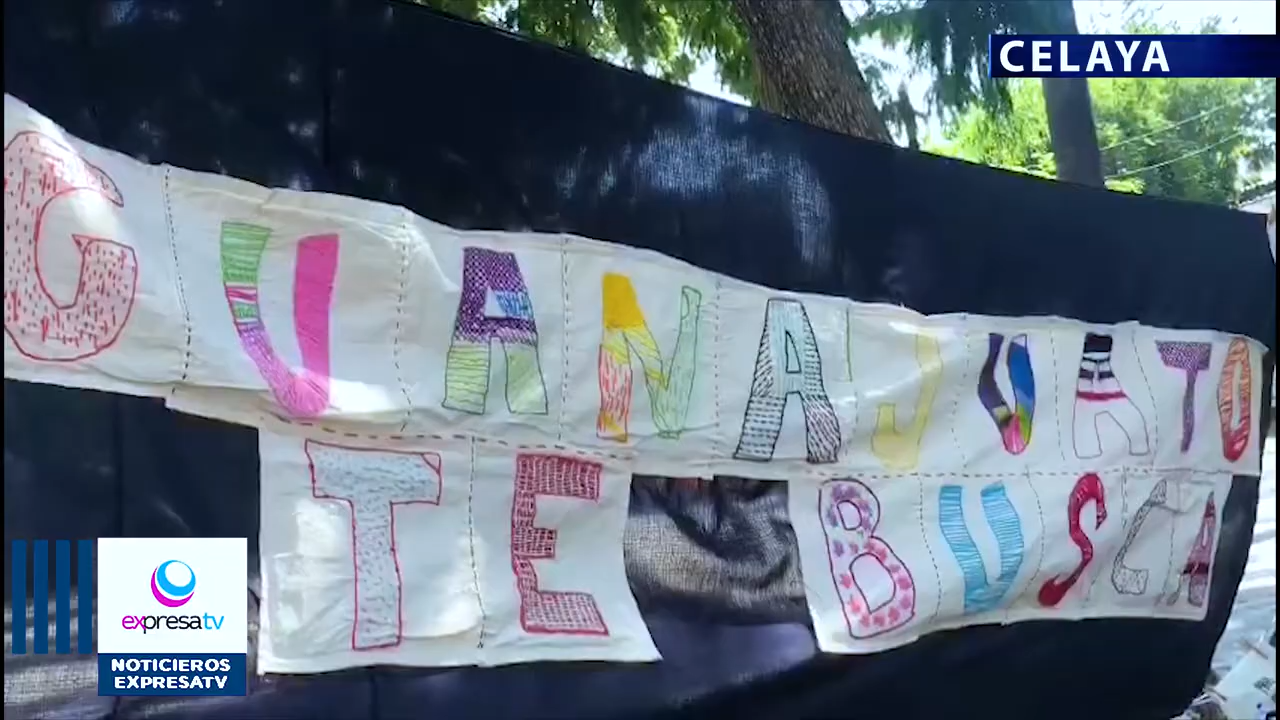 CELAYA
GUANAJUATO
TE BUSCA
expresatv
NOTICIEROS
EXPRESATV